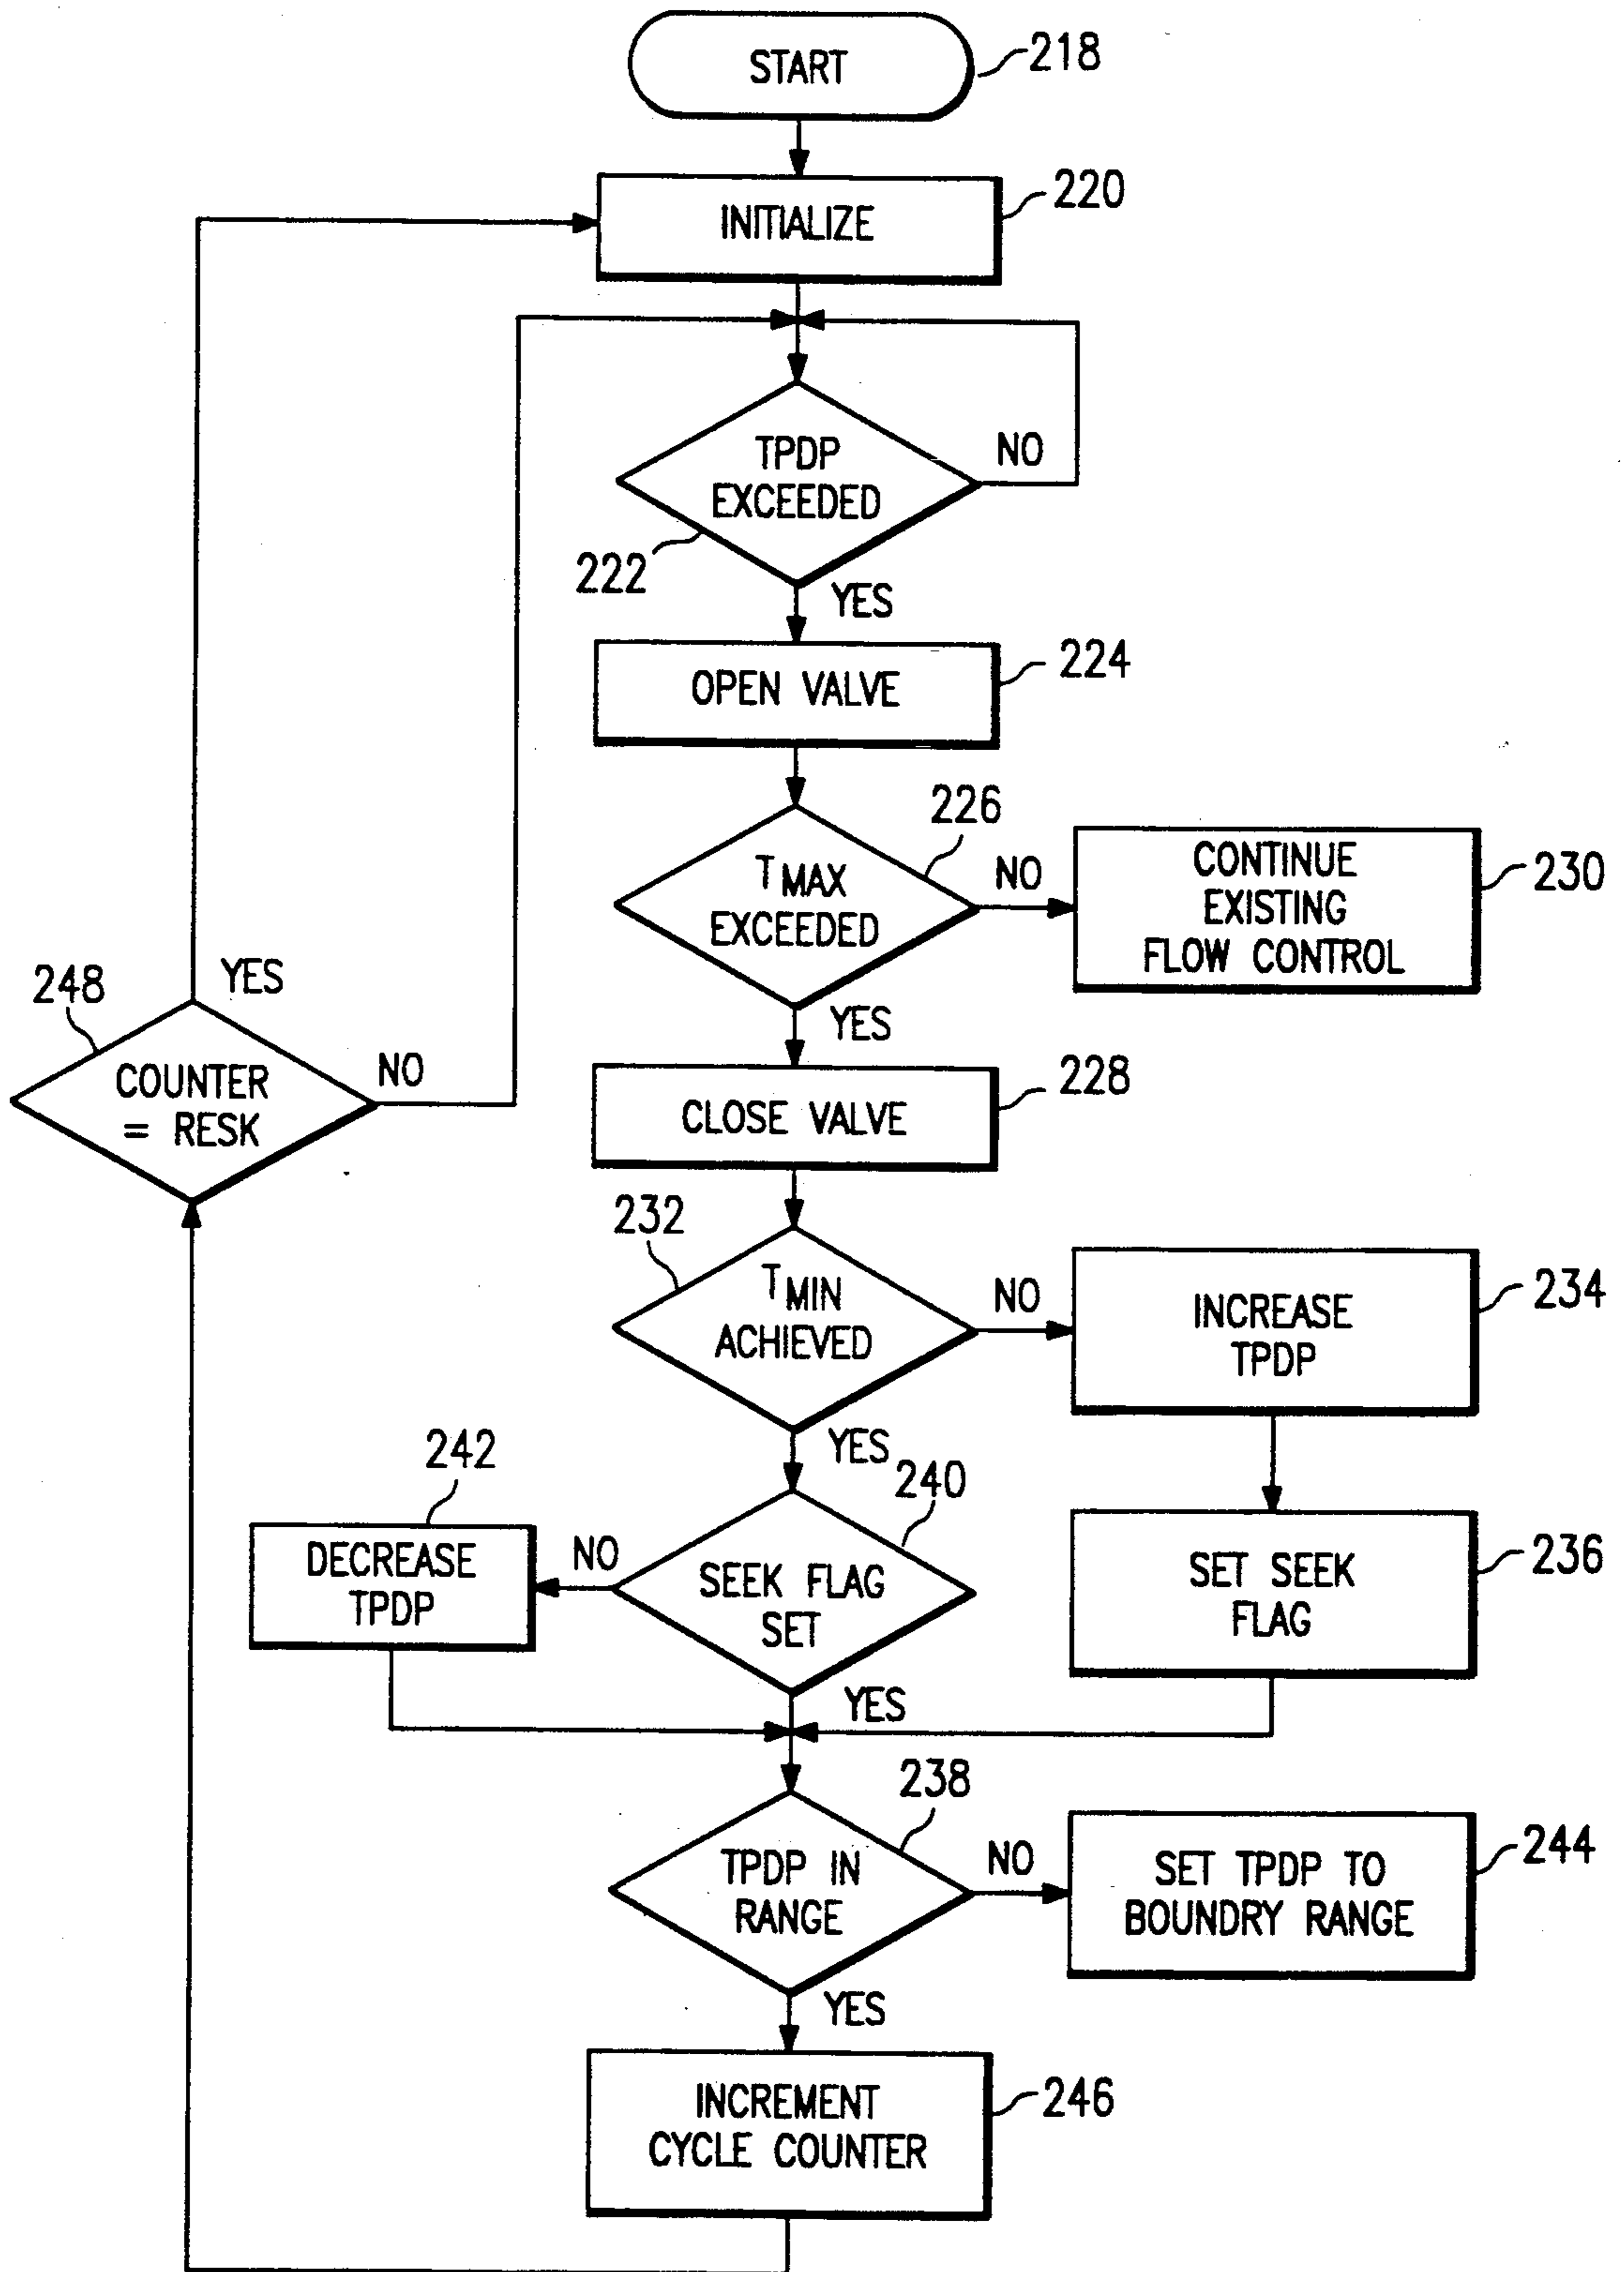 START
218
INITIALIZE
220
TPDP
EXCEEDED
NO
222
YES
OPEN VALVE
224
226
TMAX
EXCEEDED
NO
CONTINUE
EXISTING
FLOW CONTROL
230
YES
248
YES
COUNTER
= RESK
NO
CLOSE VALVE
228
232
TMIN
ACHIEVED
NO
INCREASE
TPDP
234
YES
242
240
DECREASE
TPDP
NO
SEEK FLAG
SET
SET SEEK
FLAG
236
YES
238
TPDP IN
RANGE
NO
SET TPDP TO
BOUNDRY RANGE
244
YES
INCREMENT
CYCLE COUNTER
246